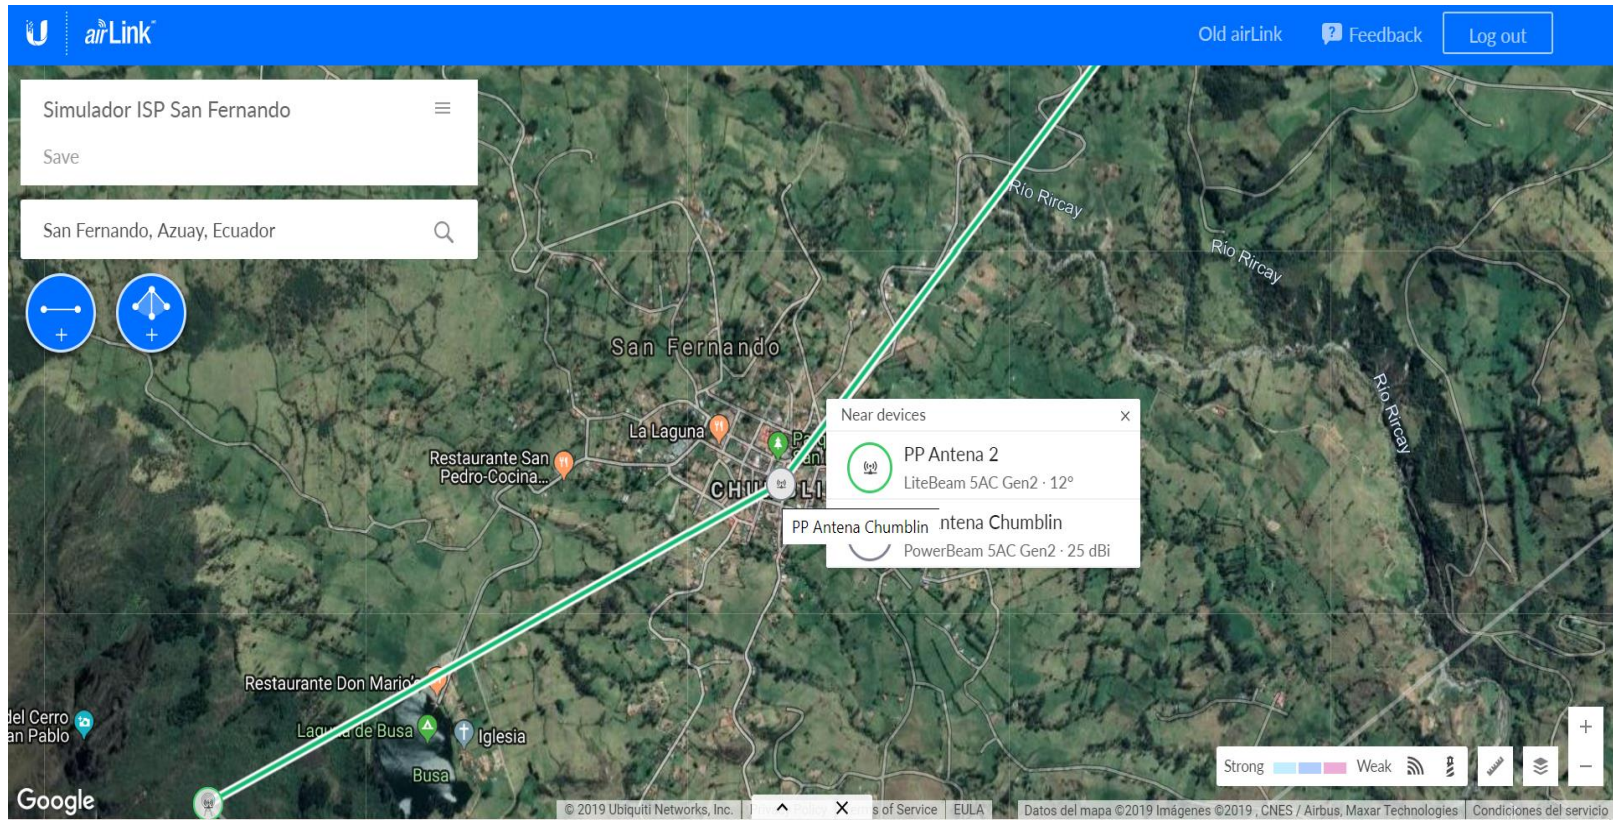 airLink
Old airLink
Feedback
Log out
Simulador ISP San Fernando
Save
San Fernando, Azuay, Ecuador
Río Rircay
Río Rircay
Río Rircay
San Fernando
La Laguna
Restaurante San
Pedro-Cocina...
Near devices
PP Antena 2
LiteBeam 5AC Gen2 · 12°
PP Antena Chumblin
ntena Chumblin
PowerBeam 5AC Gen2 · 25 dBi
Restaurante Don Mario's
del Cerro
an Pablo
Laguna de Busa
Iglesia
Busa
Strong
Weak
Google
© 2019 Ubiquiti Networks, Inc.
s of Service
EULA
Datos del mapa ©2019 Imágenes ©2019 , CNES / Airbus, Maxar Technologies
Condiciones del servicio